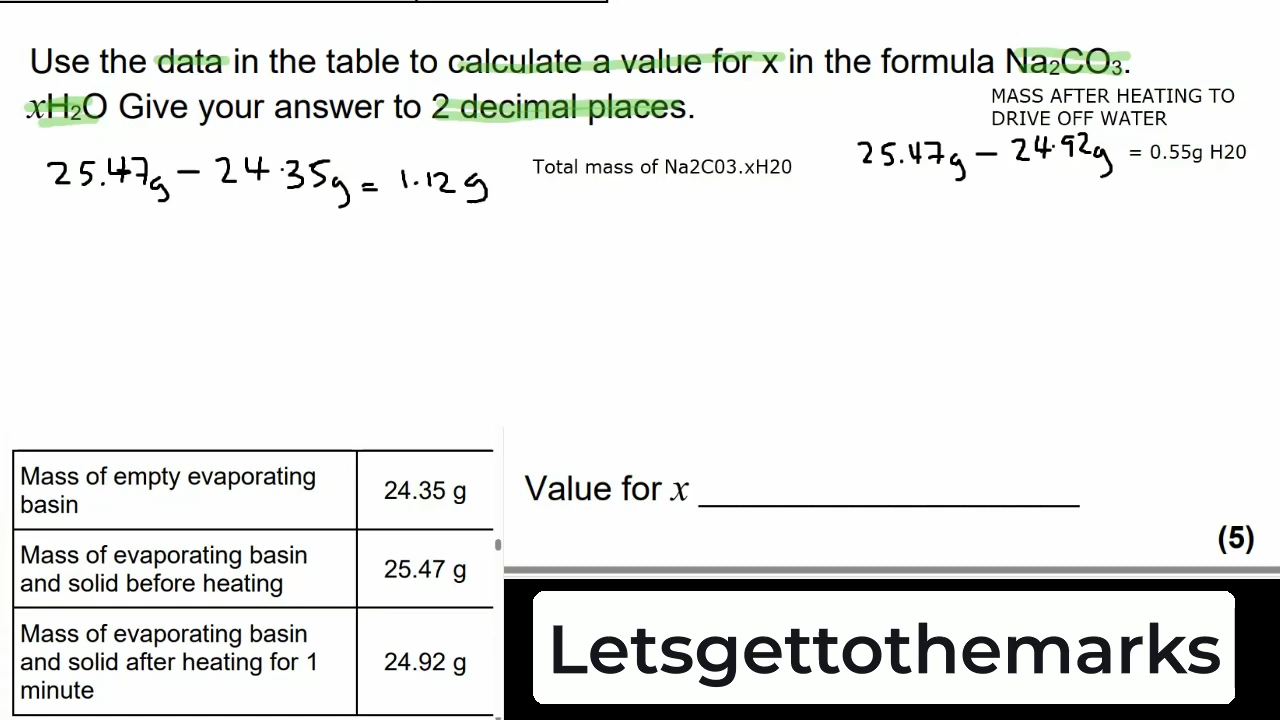 Use the data in the table to calculate a value for x in the formula Na₂CO₃.
xH₂O Give your answer to 2 decimal places.
MASS AFTER HEATING TO
DRIVE OFF WATER
25.47g – 24.35g = 1.12g
Total mass of Na2C03.xH20
25.47g – 24.92g = 0.55g H20
Mass of empty evaporating
basin
24.35 g
Mass of evaporating basin
and solid before heating
25.47 g
Mass of evaporating basin
and solid after heating for 1
minute
24.92 g
Value for x
(5)
Letsgettothemarks